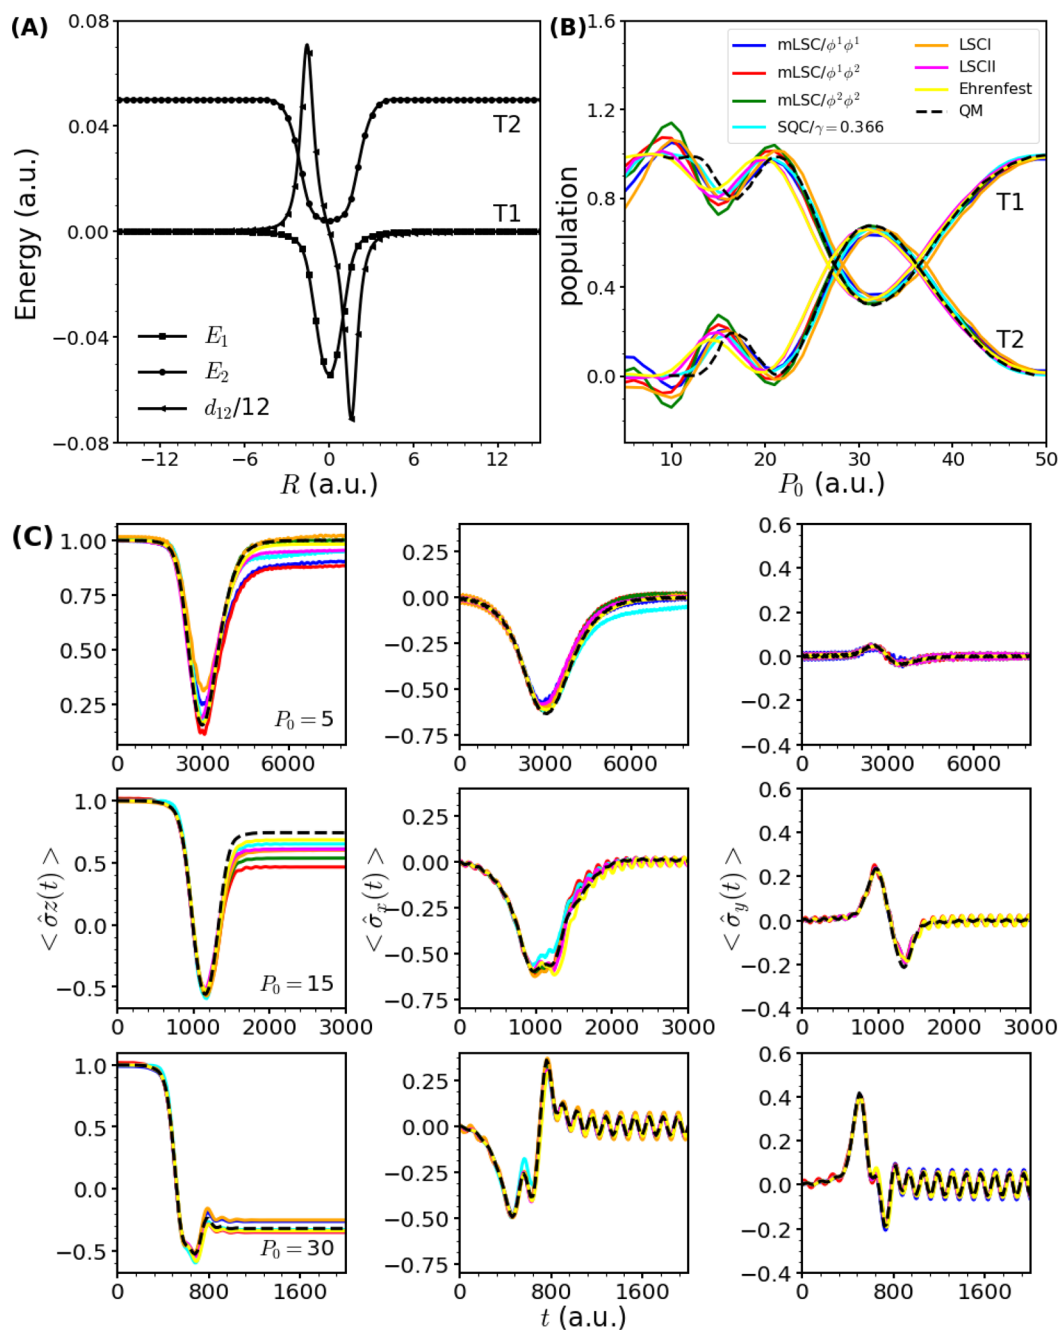 (A)
0.08
0.04
0.00
−0.04
−0.08
Energy (a.u.)
T2
T1
E₁
E₂
d₁₂/12
−12 −6 0 6 12
R (a.u.)
(B)
1.6
1.2
0.8
0.4
0.0
population
mLSC/ϕ¹ϕ¹
mLSC/ϕ¹ϕ²
mLSC/ϕ²ϕ²
SQC/γ = 0.366
LSCI
LSCII
Ehrenfest
QM
T1
T2
10 20 30 40 50
P₀ (a.u.)
(C)
1.00
0.75
0.50
0.25
P₀ = 5
0 3000 6000
0.25
0.00
−0.25
−0.50
−0.75
0 3000 6000
0.6
0.4
0.2
0.0
−0.2
−0.4
0 3000 6000
< σ̂z(t) >
1.0
0.5
0.0
−0.5
P₀ = 15
0 1000 2000 3000
< σ̂ₓ(t) >
0.25
0.00
−0.25
−0.50
−0.75
0 1000 2000 3000
< σ̂_y(t) >
0.6
0.4
0.2
0.0
−0.2
−0.4
0 1000 2000 3000
1.0
0.5
0.0
−0.5
P₀ = 30
0 800 1600
0.25
0.00
−0.25
−0.50
−0.75
0 800 1600
0.6
0.4
0.2
0.0
−0.2
−0.4
0 800 1600
t (a.u.)